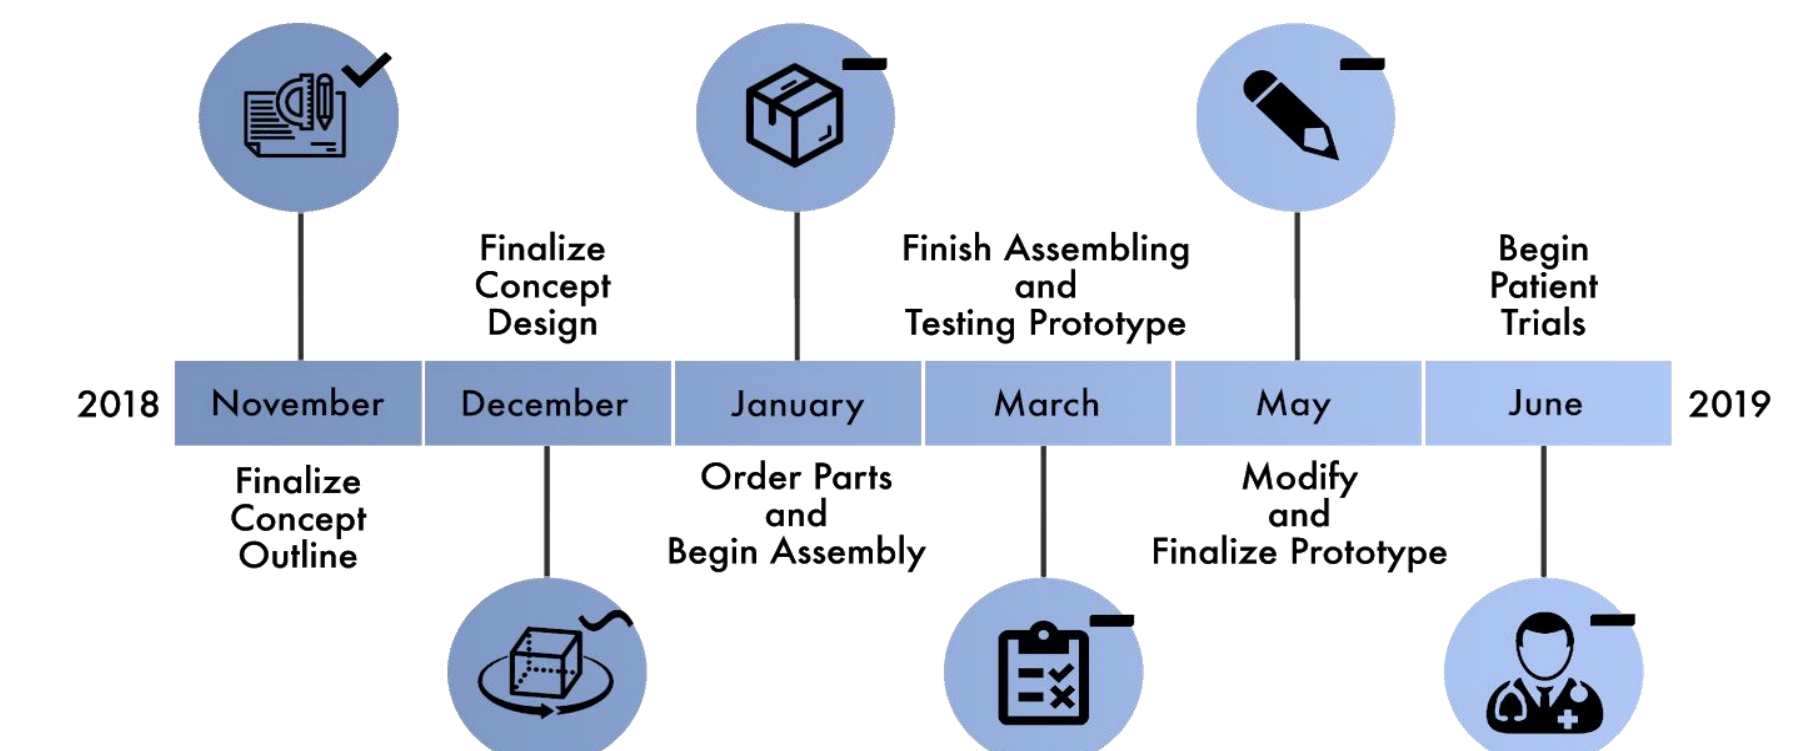 Finalize
Concept
Design
Finish Assembling
and
Testing Prototype
Begin
Patient
Trials
2018 November December January March May June 2019
Finalize
Concept
Outline
Order Parts
and
Begin Assembly
Modify
and
Finalize Prototype